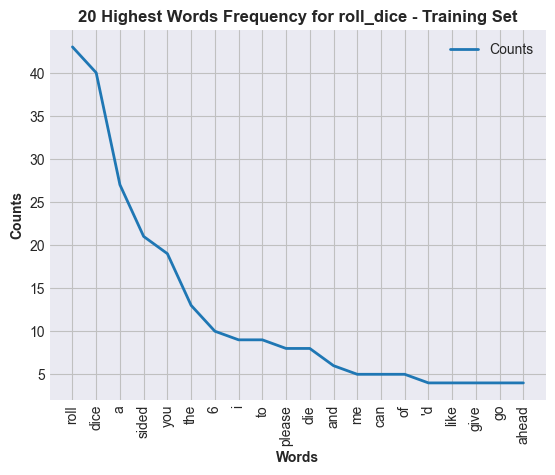 20 Highest Words Frequency for roll_dice - Training Set
Counts
Counts
40
35
30
25
20
15
10
5
roll
dice
a
sided
you
the
6
i
to
please
die
and
me
can
of
'd
like
give
go
ahead
Words